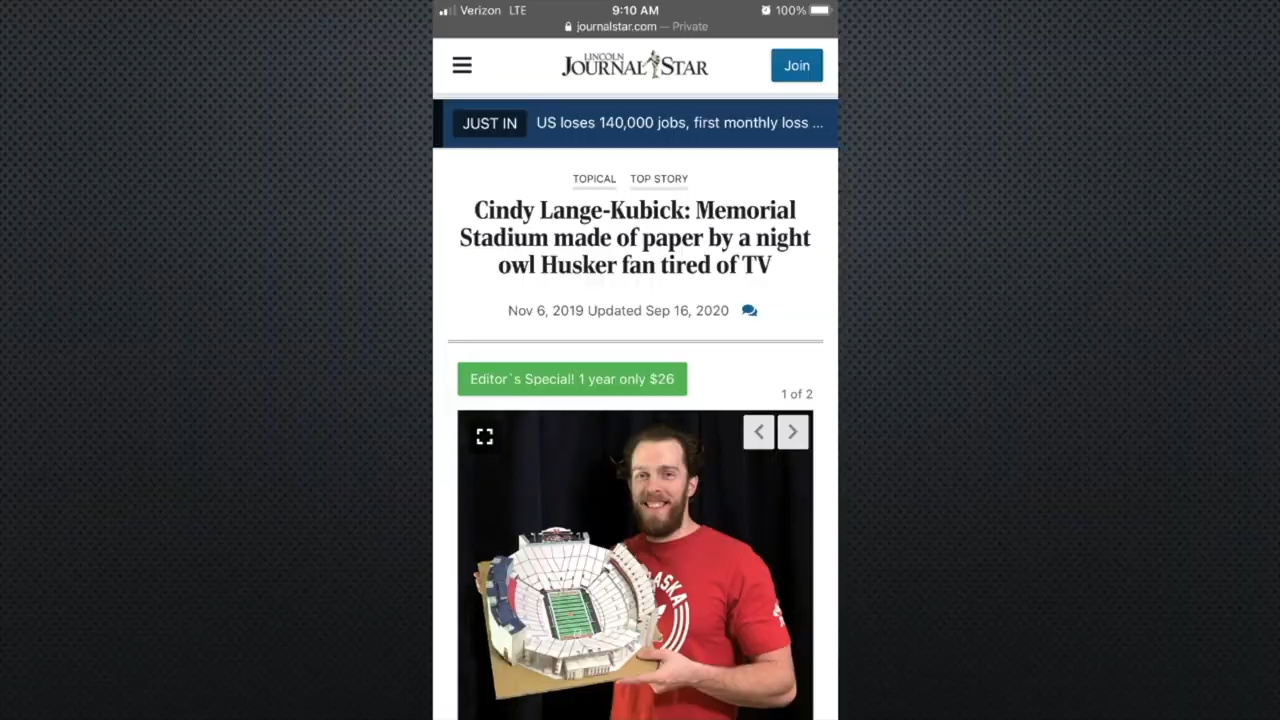 Verizon LTE 9:10 AM 100%
journalstar.com — Private
LINCOLN
JOURNAL STAR
Join
JUST IN US loses 140,000 jobs, first monthly loss ...
TOPICAL TOP STORY
Cindy Lange-Kubick: Memorial
Stadium made of paper by a night
owl Husker fan tired of TV
Nov 6, 2019 Updated Sep 16, 2020
Editor`s Special! 1 year only $26
1 of 2
ASKA